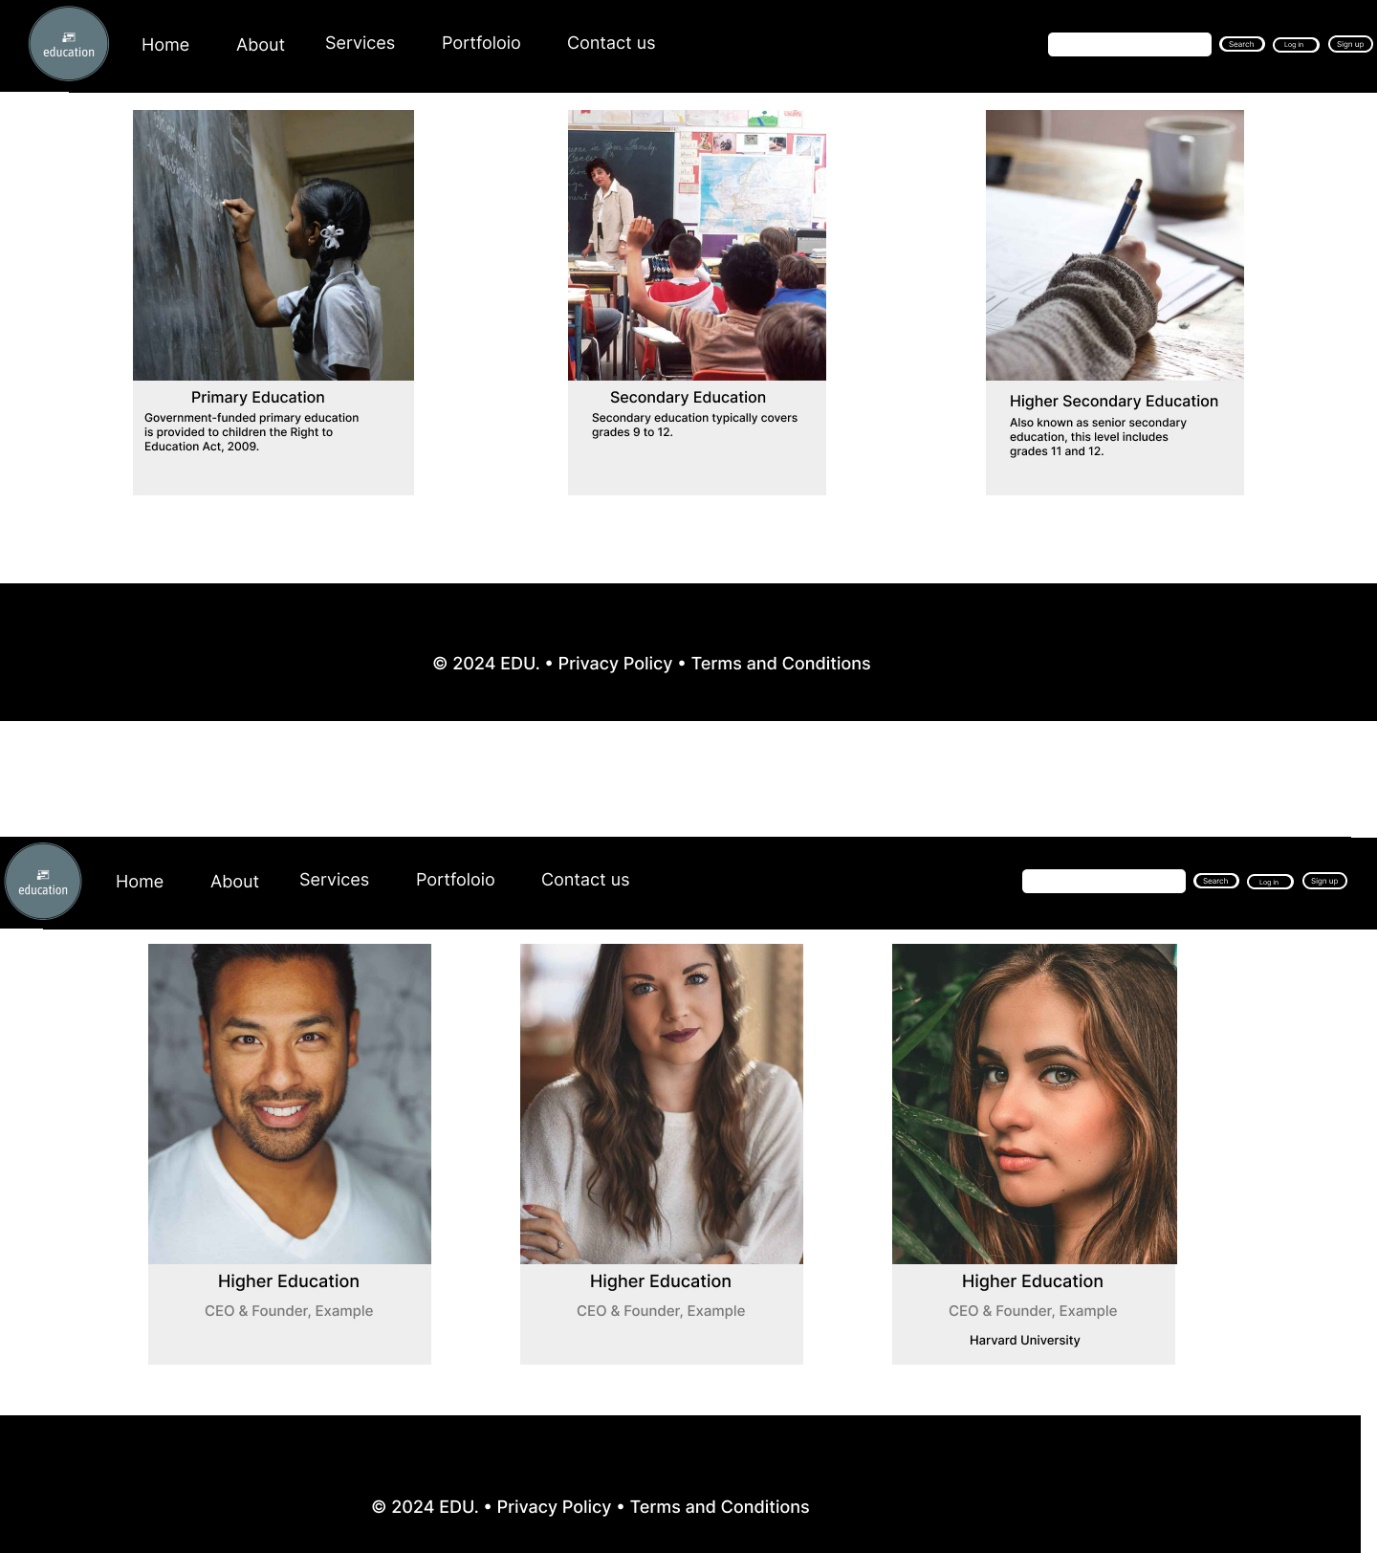 education
Home About Services Portfoloio Contact us Search Log in Sign up
Primary Education
Government-funded primary education
is provided to children the Right to
Education Act, 2009.
Secondary Education
Secondary education typically covers
grades 9 to 12.
Higher Secondary Education
Also known as senior secondary
education, this level includes
grades 11 and 12.
© 2024 EDU. • Privacy Policy • Terms and Conditions
education
Home About Services Portfoloio Contact us Search Log in Sign up
Higher Education
CEO & Founder, Example
Higher Education
CEO & Founder, Example
Higher Education
CEO & Founder, Example
Harvard University
© 2024 EDU. • Privacy Policy • Terms and Conditions